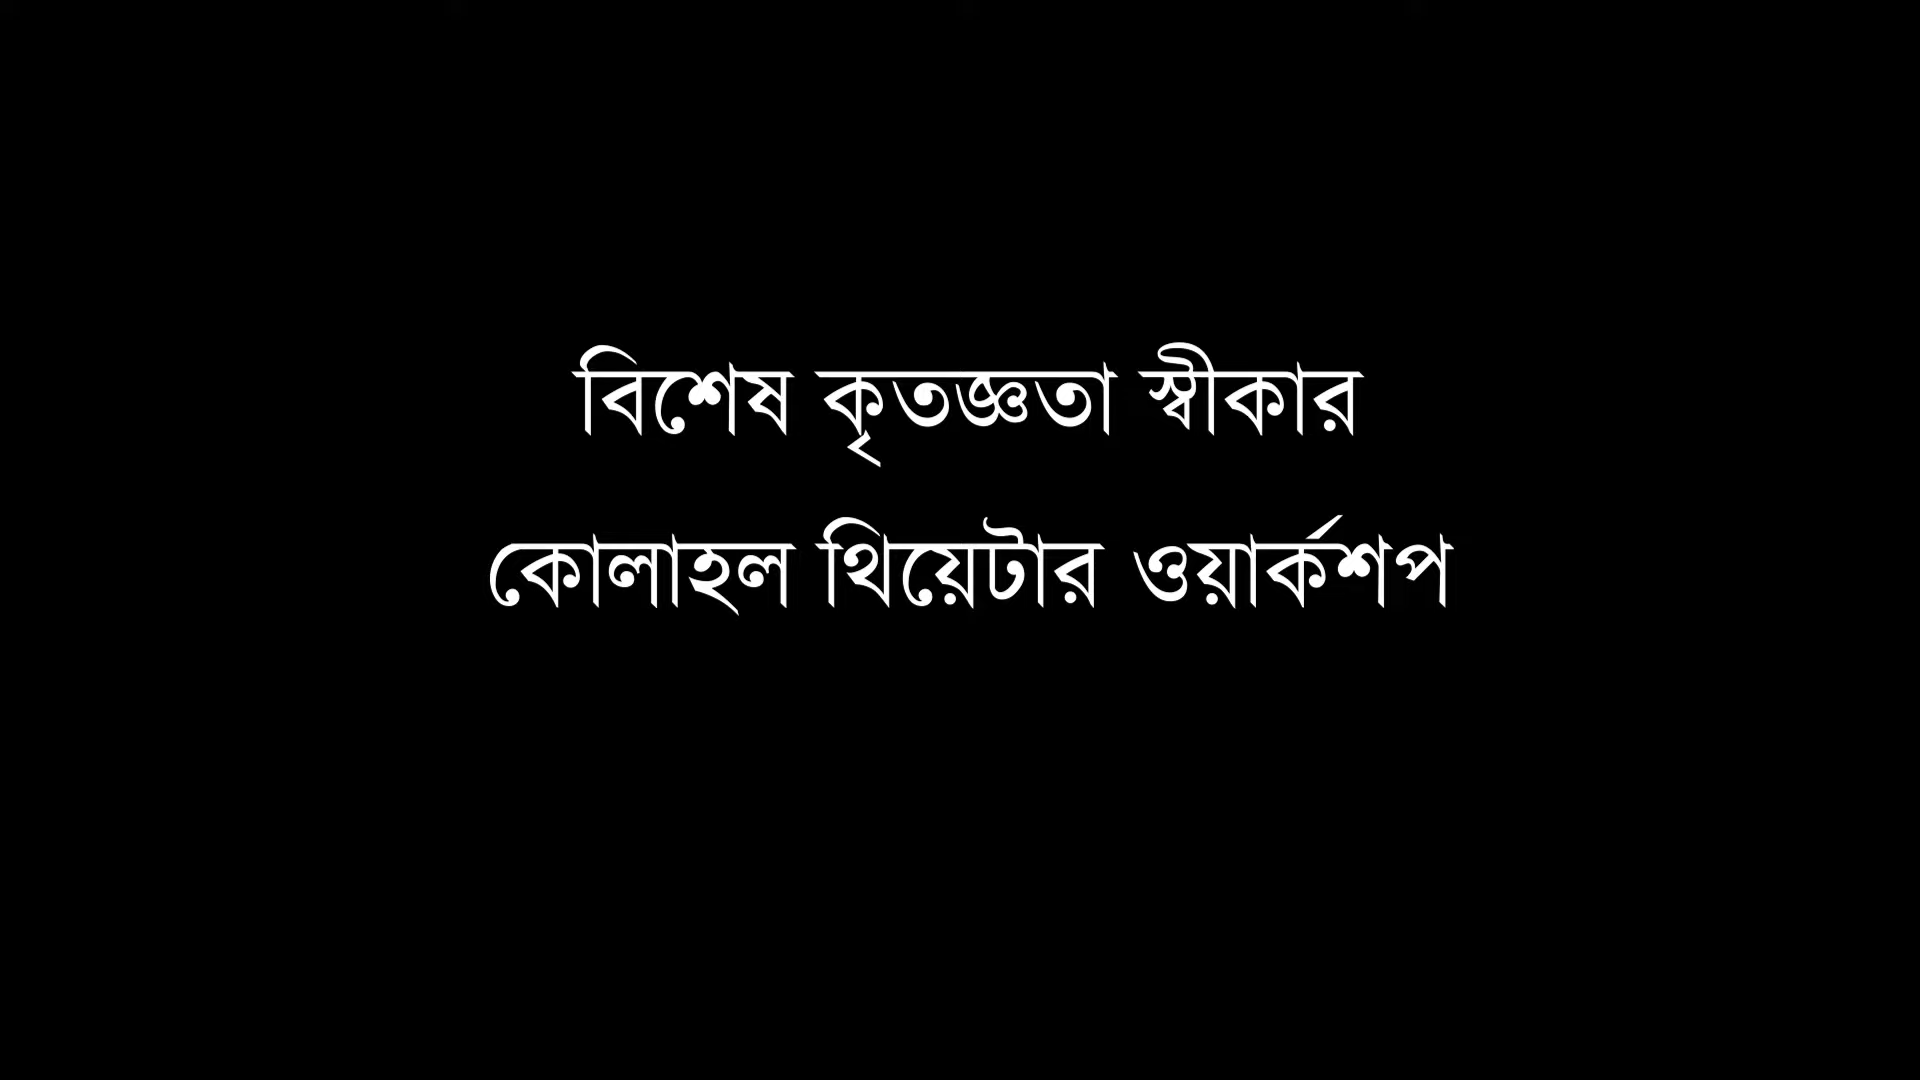 বিশেষ কৃতজ্ঞতা স্বীকার
কোলাহল থিয়েটার ওয়ার্কশপ